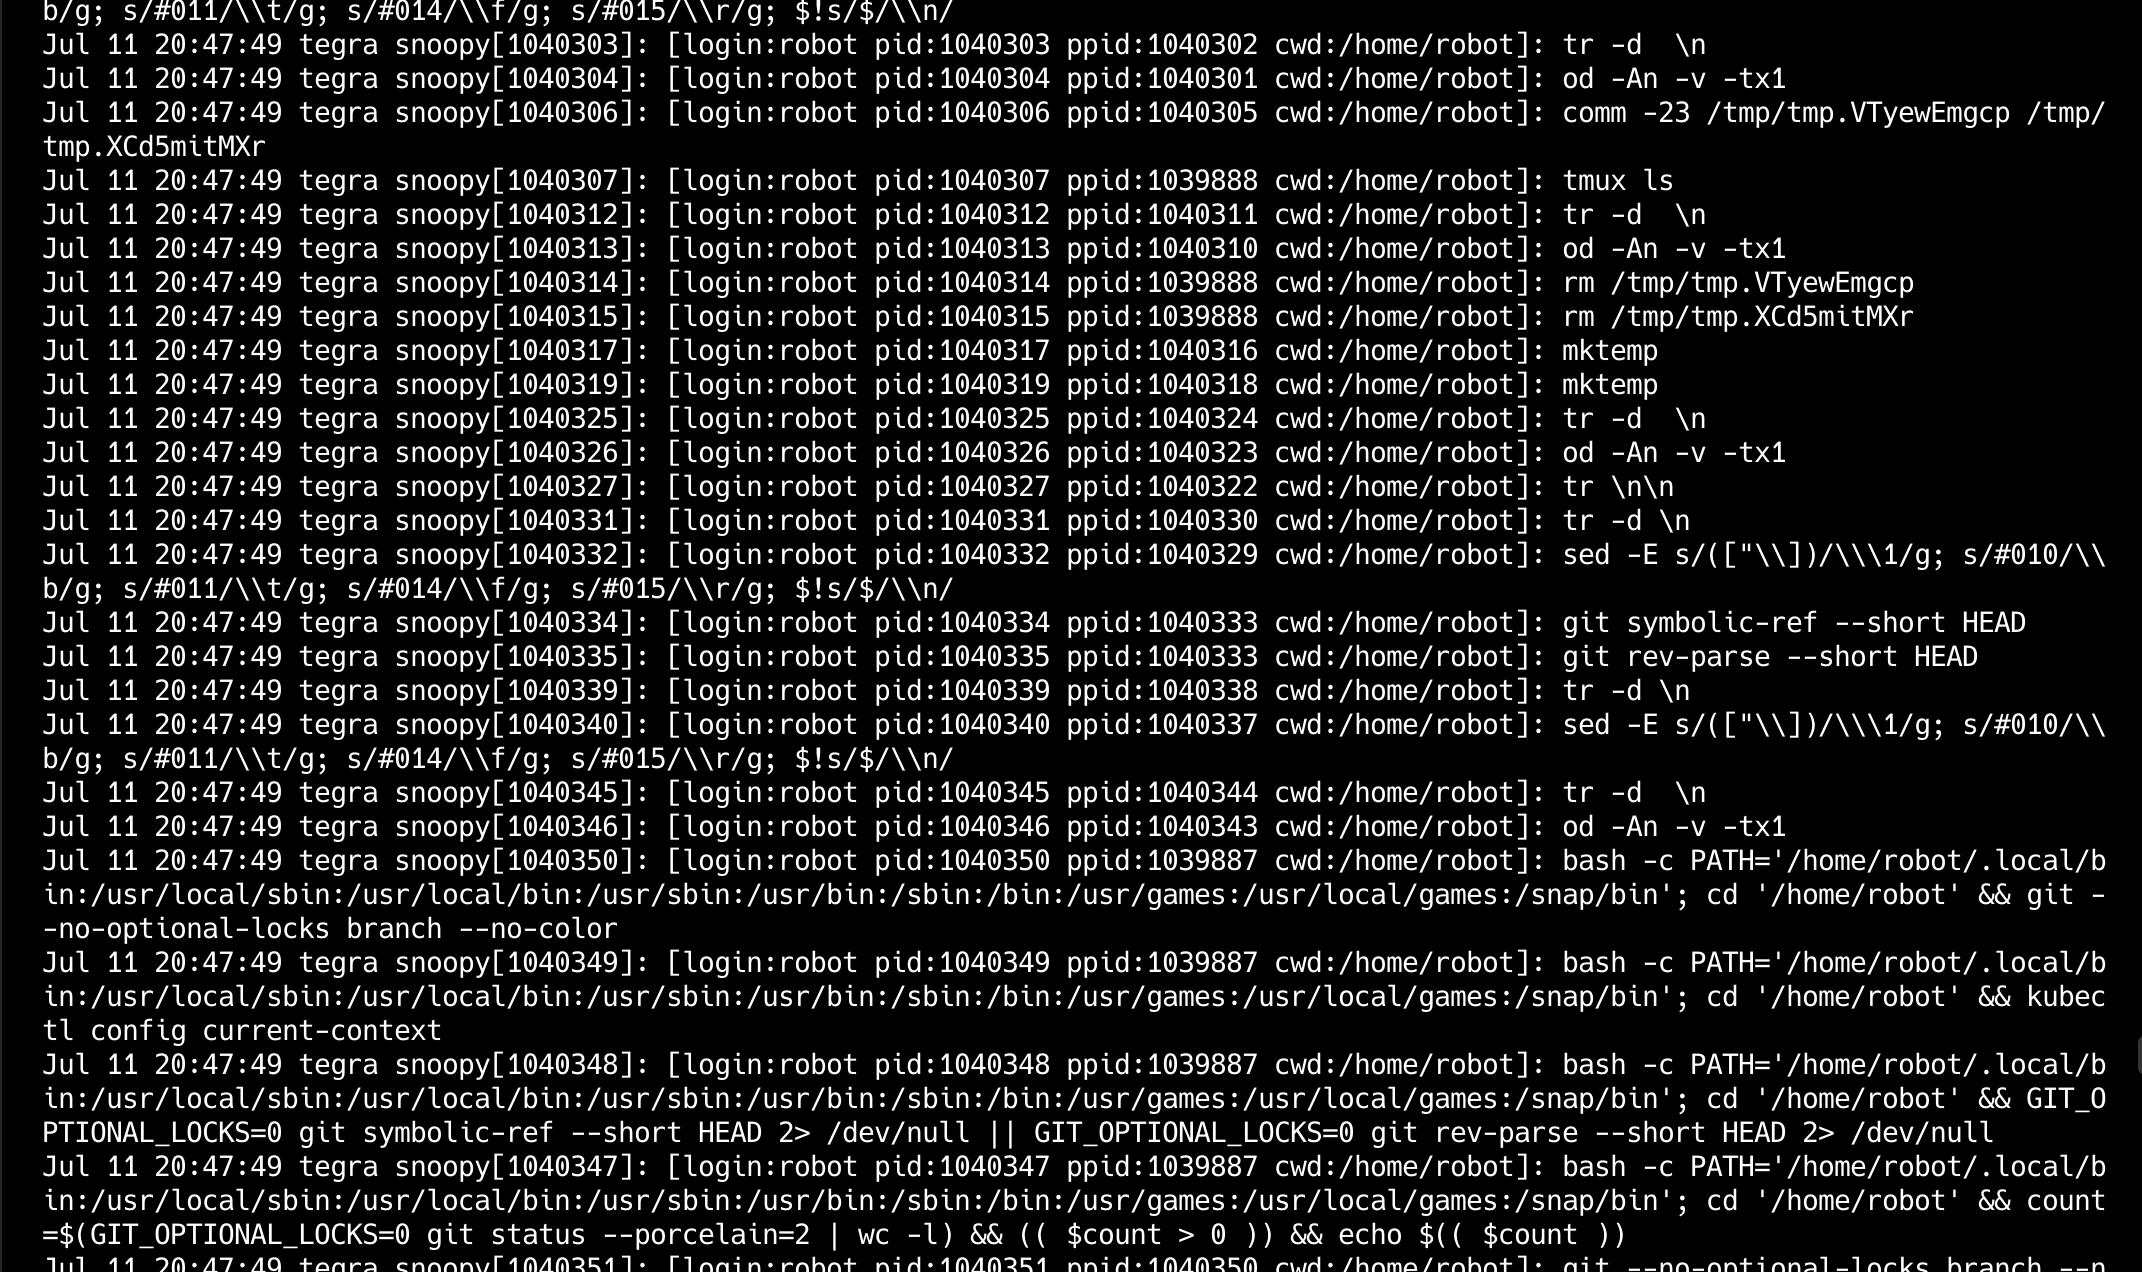 b/g; s/#011/\\t/g; s/#014/\\f/g; s/#015/\\r/g; $!s/$/\\n/
Jul 11 20:47:49 tegra snoopy[1040303]: [login:robot pid:1040303 ppid:1040302 cwd:/home/robot]: tr -d  \n
Jul 11 20:47:49 tegra snoopy[1040304]: [login:robot pid:1040304 ppid:1040301 cwd:/home/robot]: od -An -v -tx1
Jul 11 20:47:49 tegra snoopy[1040306]: [login:robot pid:1040306 ppid:1040305 cwd:/home/robot]: comm -23 /tmp/tmp.VTyewEmgcp /tmp/
tmp.XCd5mitMXr
Jul 11 20:47:49 tegra snoopy[1040307]: [login:robot pid:1040307 ppid:1039888 cwd:/home/robot]: tmux ls
Jul 11 20:47:49 tegra snoopy[1040312]: [login:robot pid:1040312 ppid:1040311 cwd:/home/robot]: tr -d  \n
Jul 11 20:47:49 tegra snoopy[1040313]: [login:robot pid:1040313 ppid:1040310 cwd:/home/robot]: od -An -v -tx1
Jul 11 20:47:49 tegra snoopy[1040314]: [login:robot pid:1040314 ppid:1039888 cwd:/home/robot]: rm /tmp/tmp.VTyewEmgcp
Jul 11 20:47:49 tegra snoopy[1040315]: [login:robot pid:1040315 ppid:1039888 cwd:/home/robot]: rm /tmp/tmp.XCd5mitMXr
Jul 11 20:47:49 tegra snoopy[1040317]: [login:robot pid:1040317 ppid:1040316 cwd:/home/robot]: mktemp
Jul 11 20:47:49 tegra snoopy[1040319]: [login:robot pid:1040319 ppid:1040318 cwd:/home/robot]: mktemp
Jul 11 20:47:49 tegra snoopy[1040325]: [login:robot pid:1040325 ppid:1040324 cwd:/home/robot]: tr -d  \n
Jul 11 20:47:49 tegra snoopy[1040326]: [login:robot pid:1040326 ppid:1040323 cwd:/home/robot]: od -An -v -tx1
Jul 11 20:47:49 tegra snoopy[1040327]: [login:robot pid:1040327 ppid:1040322 cwd:/home/robot]: tr \n\n
Jul 11 20:47:49 tegra snoopy[1040331]: [login:robot pid:1040331 ppid:1040330 cwd:/home/robot]: tr -d \n
Jul 11 20:47:49 tegra snoopy[1040332]: [login:robot pid:1040332 ppid:1040329 cwd:/home/robot]: sed -E s/(["\\])/\\\1/g; s/#010/\\
b/g; s/#011/\\t/g; s/#014/\\f/g; s/#015/\\r/g; $!s/$/\\n/
Jul 11 20:47:49 tegra snoopy[1040334]: [login:robot pid:1040334 ppid:1040333 cwd:/home/robot]: git symbolic-ref --short HEAD
Jul 11 20:47:49 tegra snoopy[1040335]: [login:robot pid:1040335 ppid:1040333 cwd:/home/robot]: git rev-parse --short HEAD
Jul 11 20:47:49 tegra snoopy[1040339]: [login:robot pid:1040339 ppid:1040338 cwd:/home/robot]: tr -d \n
Jul 11 20:47:49 tegra snoopy[1040340]: [login:robot pid:1040340 ppid:1040337 cwd:/home/robot]: sed -E s/(["\\])/\\\1/g; s/#010/\\
b/g; s/#011/\\t/g; s/#014/\\f/g; s/#015/\\r/g; $!s/$/\\n/
Jul 11 20:47:49 tegra snoopy[1040345]: [login:robot pid:1040345 ppid:1040344 cwd:/home/robot]: tr -d  \n
Jul 11 20:47:49 tegra snoopy[1040346]: [login:robot pid:1040346 ppid:1040343 cwd:/home/robot]: od -An -v -tx1
Jul 11 20:47:49 tegra snoopy[1040350]: [login:robot pid:1040350 ppid:1039887 cwd:/home/robot]: bash -c PATH='/home/robot/.local/b
in:/usr/local/sbin:/usr/local/bin:/usr/sbin:/usr/bin:/sbin:/bin:/usr/games:/usr/local/games:/snap/bin'; cd '/home/robot' && git -
-no-optional-locks branch --no-color
Jul 11 20:47:49 tegra snoopy[1040349]: [login:robot pid:1040349 ppid:1039887 cwd:/home/robot]: bash -c PATH='/home/robot/.local/b
in:/usr/local/sbin:/usr/local/bin:/usr/sbin:/usr/bin:/sbin:/bin:/usr/games:/usr/local/games:/snap/bin'; cd '/home/robot' && kubec
tl config current-context
Jul 11 20:47:49 tegra snoopy[1040348]: [login:robot pid:1040348 ppid:1039887 cwd:/home/robot]: bash -c PATH='/home/robot/.local/b
in:/usr/local/sbin:/usr/local/bin:/usr/sbin:/usr/bin:/sbin:/bin:/usr/games:/usr/local/games:/snap/bin'; cd '/home/robot' && GIT_O
PTIONAL_LOCKS=0 git symbolic-ref --short HEAD 2> /dev/null || GIT_OPTIONAL_LOCKS=0 git rev-parse --short HEAD 2> /dev/null
Jul 11 20:47:49 tegra snoopy[1040347]: [login:robot pid:1040347 ppid:1039887 cwd:/home/robot]: bash -c PATH='/home/robot/.local/b
in:/usr/local/sbin:/usr/local/bin:/usr/sbin:/usr/bin:/sbin:/bin:/usr/games:/usr/local/games:/snap/bin'; cd '/home/robot' && count
=$(GIT_OPTIONAL_LOCKS=0 git status --porcelain=2 | wc -l) && (( $count > 0 )) && echo $(( $count ))
Jul 11 20:47:49 tegra snoopy[1040351]: [login:robot pid:1040351 ppid:1040350 cwd:/home/robot]: git --no-optional-locks branch --n